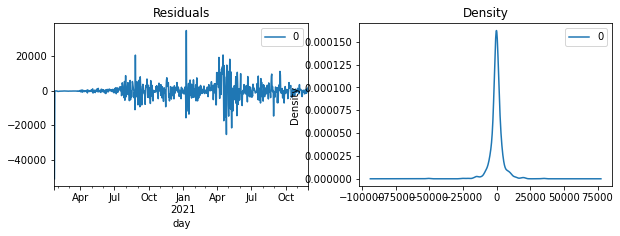 Residuals
0
20000
0
−20000
−40000
Apr Jul Oct Jan Apr Jul Oct
2021
day
Density
0
Density
0.000150
0.000125
0.000100
0.000075
0.000050
0.000025
0.000000
−100000 −75000 −50000 −25000 0 25000 50000 75000